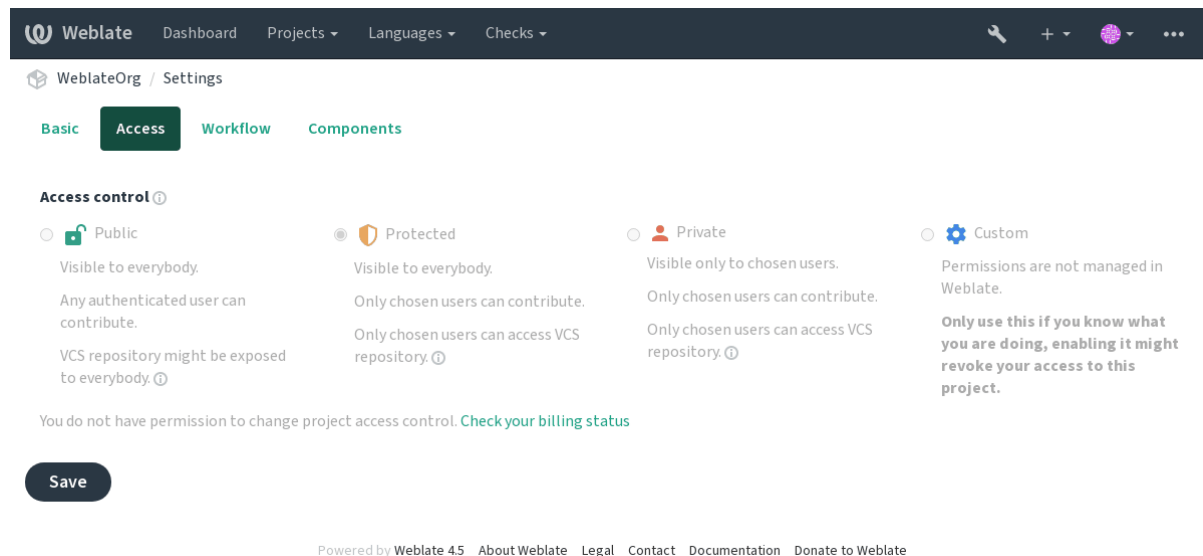 Weblate Dashboard Projects Languages Checks
WeblateOrg / Settings
Basic Access Workflow Components
Access control
Public
Visible to everybody.
Any authenticated user can
contribute.
VCS repository might be exposed
to everybody.
Protected
Visible to everybody.
Only chosen users can contribute.
Only chosen users can access VCS
repository.
Private
Visible only to chosen users.
Only chosen users can contribute.
Only chosen users can access VCS
repository.
Custom
Permissions are not managed in
Weblate.
Only use this if you know what
you are doing, enabling it might
revoke your access to this
project.
You do not have permission to change project access control. Check your billing status
Save
Powered by Weblate 4.5 About Weblate Legal Contact Documentation Donate to Weblate